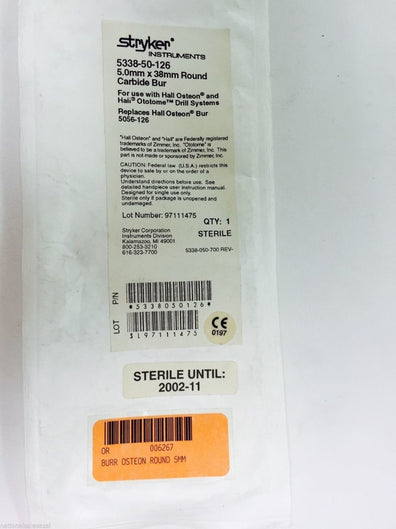 stryker®
INSTRUMENTS
5338-50-126
5.0mm x 38mm Round
Carbide Bur
For use with Hall Osteon® and
Hall® Ototome™ Drill Systems
Replaces Hall Osteon® Bur
5056-126
"Hall Osteon" and "Hall" are Federally registered
trademarks of Zimmer, Inc. "Ototome" is
believed to be a trademark of Zimmer, Inc. This
part is not made or sponsored by Zimmer, Inc.
CAUTION: Federal law (U.S.A.) restricts this
device to sale by or on the order of a
physician.
Understand directions before use. See
detailed handpiece user instruction manual.
Designed for single use only.
Sterile only if package is unopened and
undamaged.
Lot Number: 97111475
QTY: 1
STERILE
Stryker Corporation
Instruments Division
Kalamazoo, MI 49001
800-253-3210
616-323-7700
5338-050-700 REV-
P/N
*5338050126*
LOT
SL97111475
CE
0197
STERILE UNTIL:
2002-11
OR 006267
BURR OSTEON ROUND 5MM